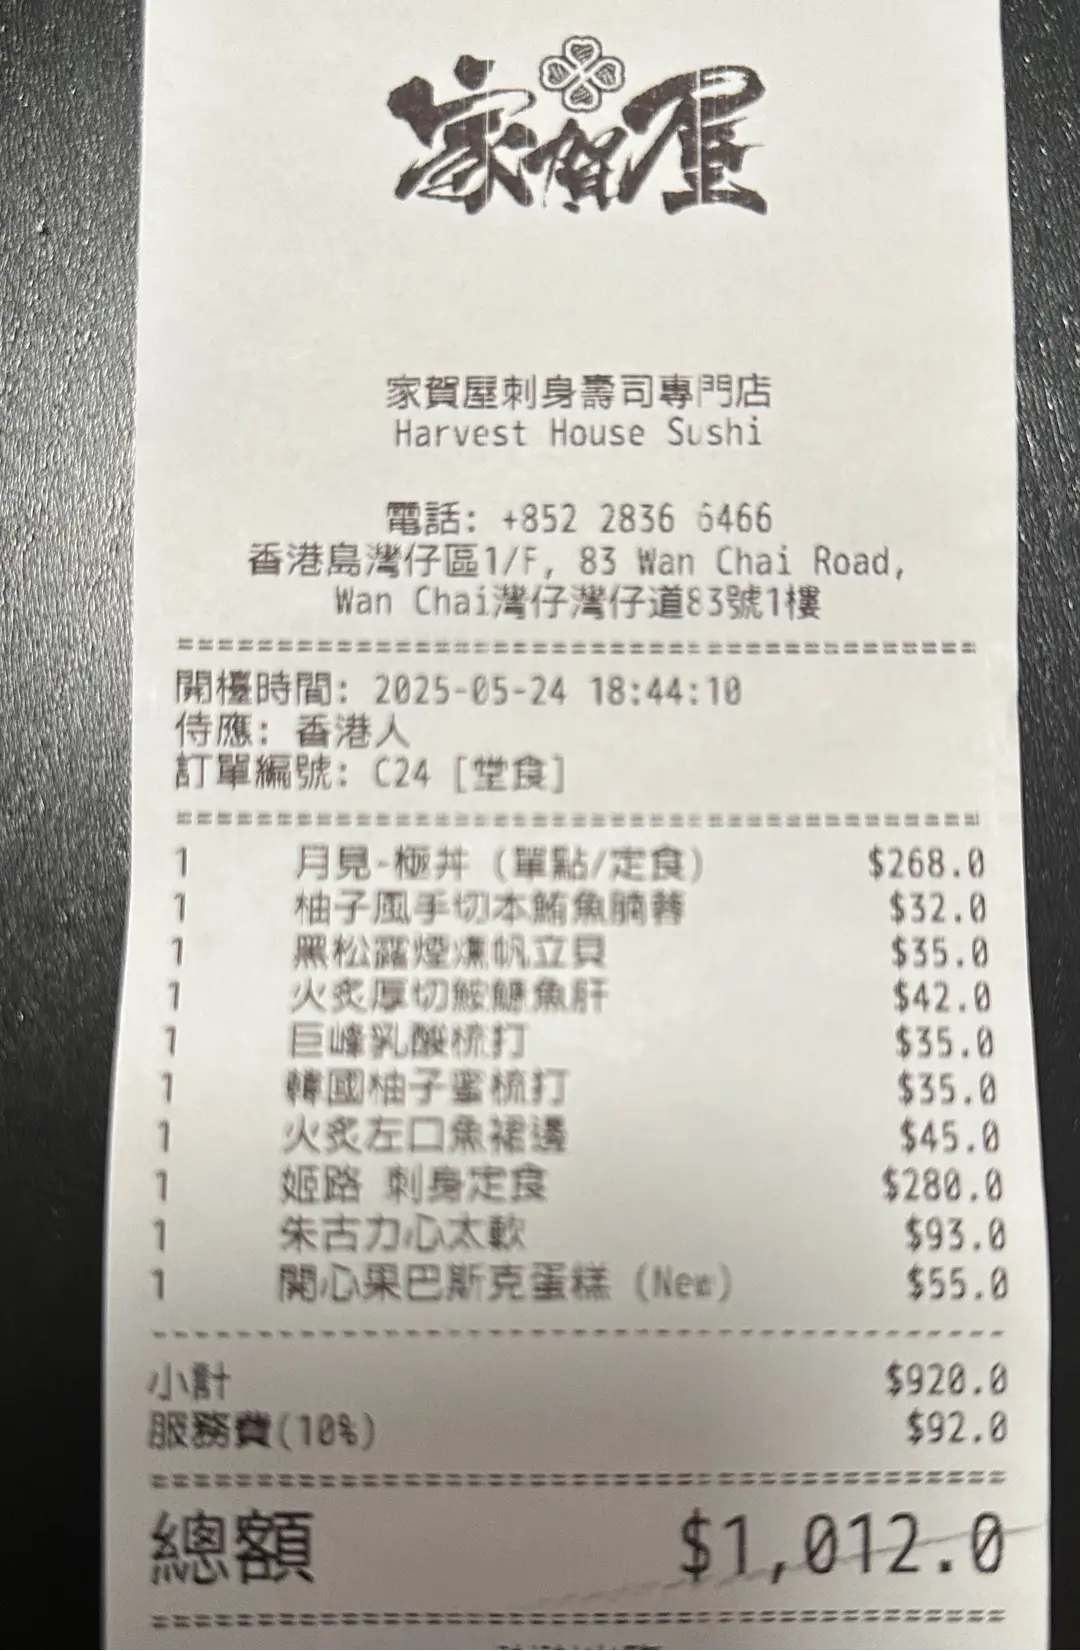 家賀屋
家賀屋刺身壽司專門店
Harvest House Sushi
電話: +852 2836 6466
香港島灣仔區1/F, 83 Wan Chai Road,
Wan Chai灣仔灣仔道83號1樓
開檯時間: 2025-05-24 18:44:10
侍應: 香港人
訂單編號: C24 [堂食]
1 月見-極丼 (單點/定食) $268.0
1 柚子風手切本鮪魚腩蓉 $32.0
1 黑松露煙燻帆立貝 $35.0
1 火炙厚切鮟鱇魚肝 $42.0
1 巨峰乳酸梳打 $35.0
1 韓國柚子蜜梳打 $35.0
1 火炙左口魚裙邊 $45.0
1 姬路 刺身定食 $280.0
1 朱古力心太軟 $93.0
1 開心果巴斯克蛋糕 (New) $55.0
小計 $920.0
服務費(10%) $92.0
總額 $1,012.0